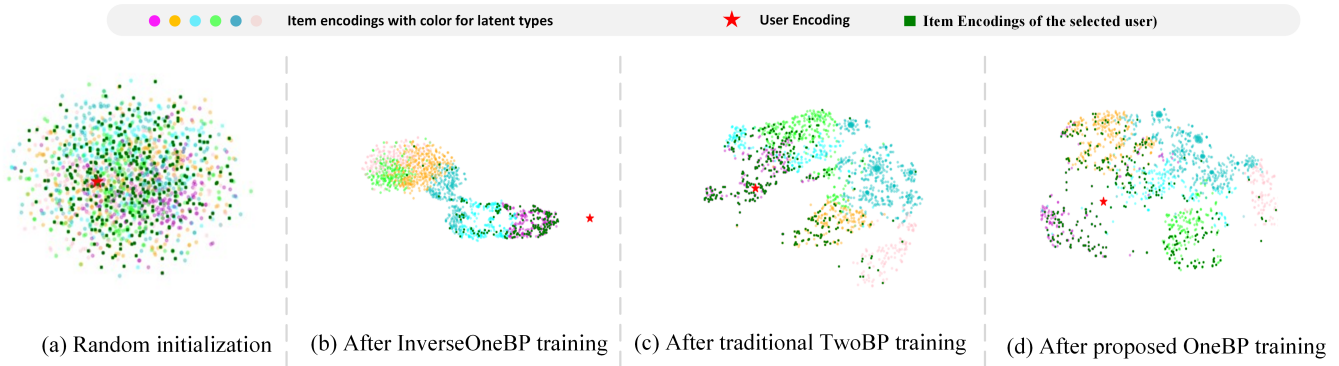 Item encodings with color for latent types
User Encoding
Item Encodings of the selected user)
(a) Random initialization
(b) After InverseOneBP training
(c) After traditional TwoBP training
(d) After proposed OneBP training